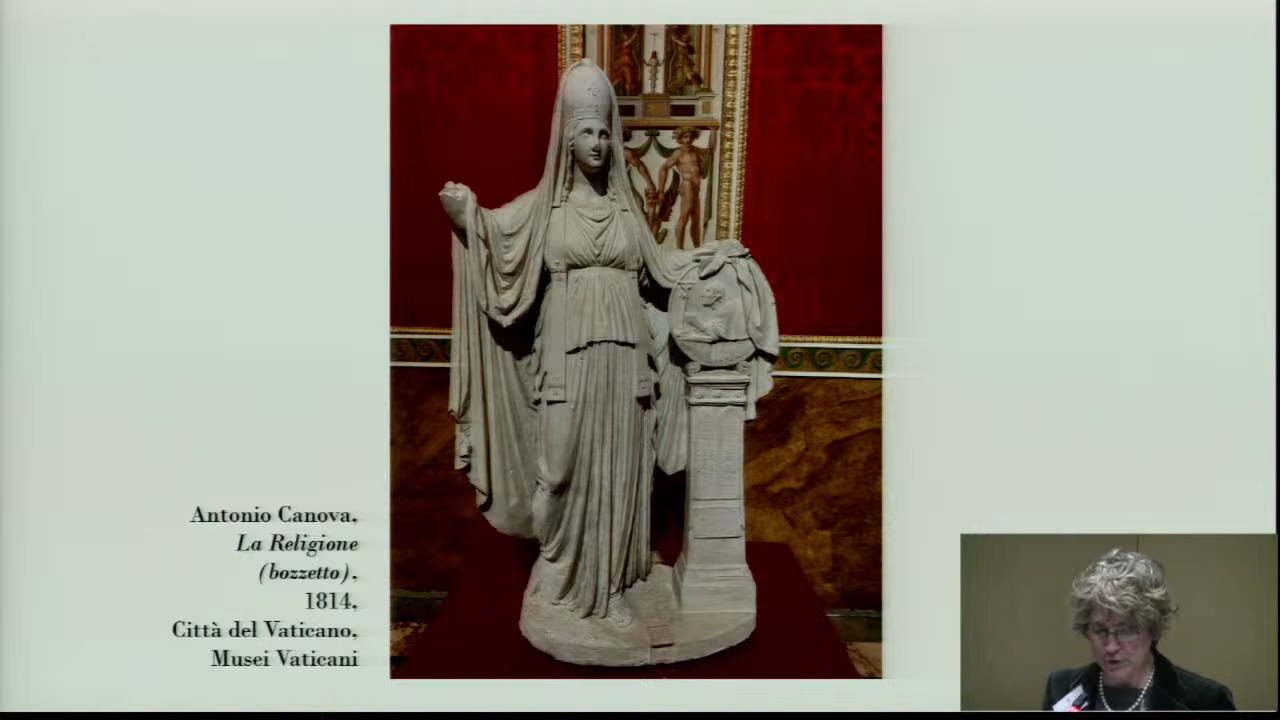 Antonio Canova,
La Religione
(bozzetto),
1814,
Città del Vaticano,
Musei Vaticani